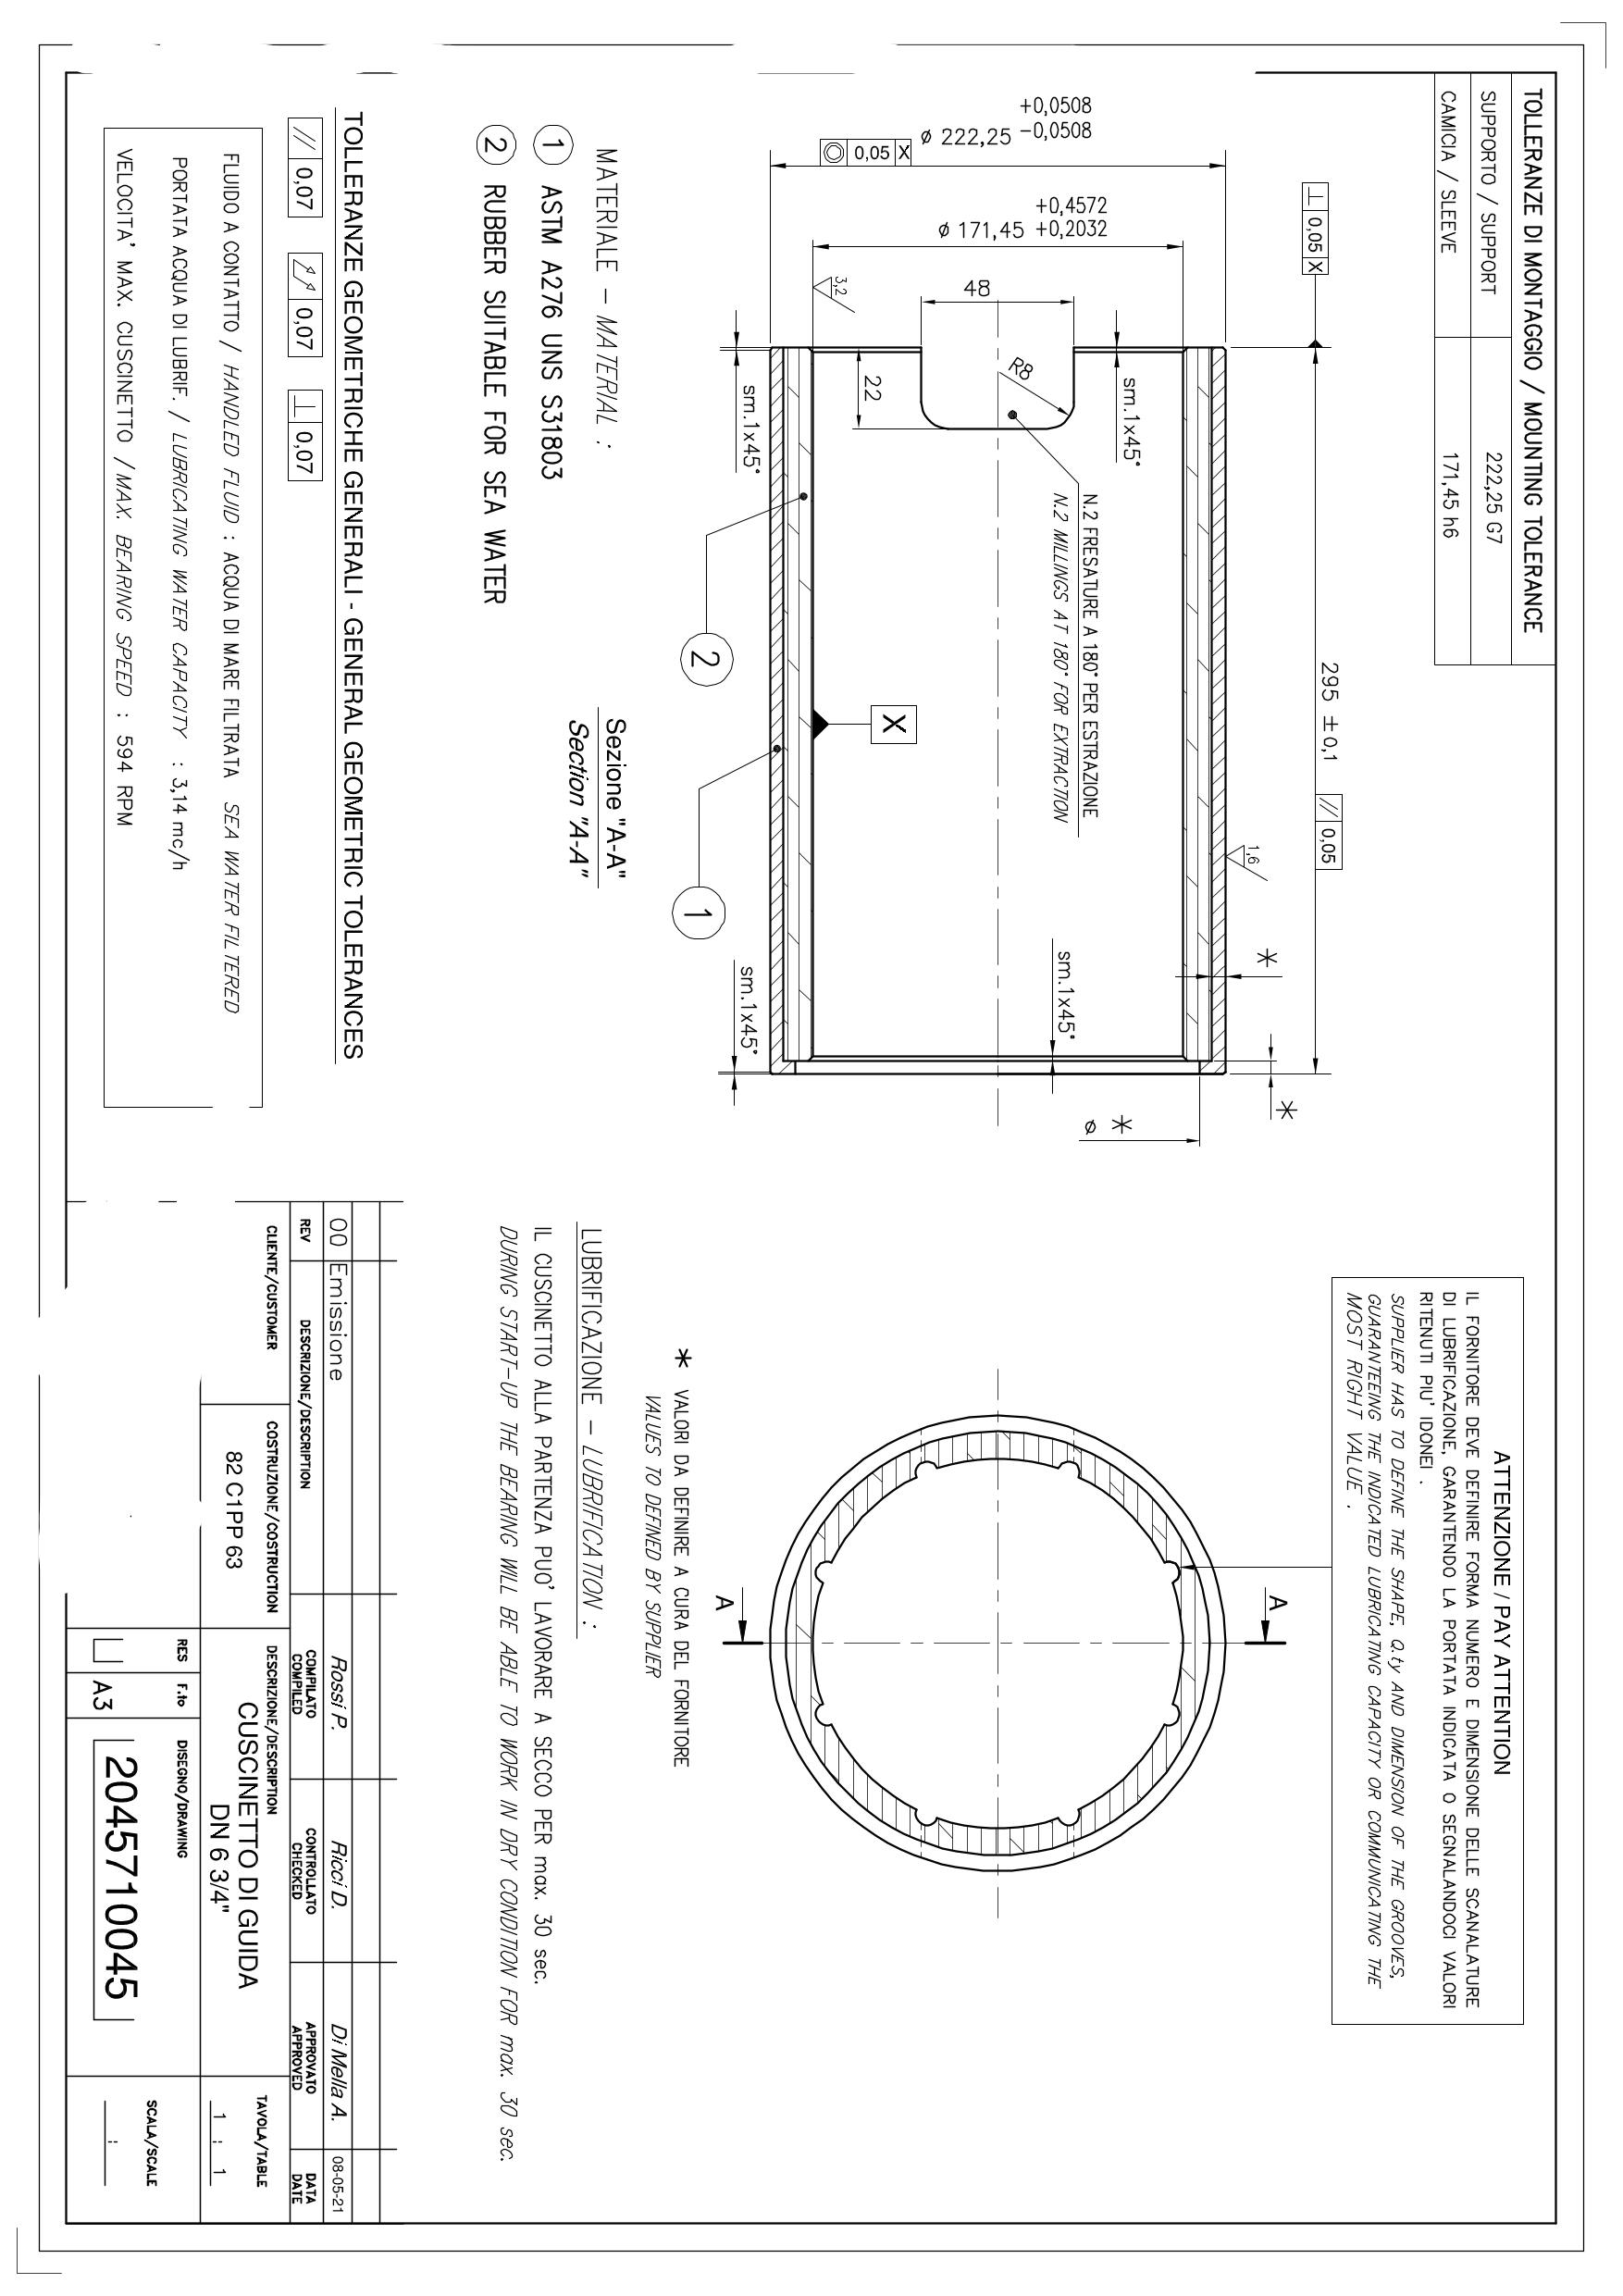 TOLLERANZE DI MONTAGGIO / MOUNTING TOLERANCE
SUPPORTO / SUPPORT 222,25 G7
CAMICIA / SLEEVE 171,45 h6
⊥ 0,05 X
295 ±0,1
// 0,05
+0,0508
ø 222,25 -0,0508
◎ 0,05 X
+0,4572
ø 171,45 +0,2032
3,2
48
22
R8
sm.1x45°
sm.1x45°
N.2 FRESATURE A 180° PER ESTRAZIONE
N.2 MILLINGS AT 180° FOR EXTRACTION
X
1,6
*
*
ø *
sm.1x45°
sm.1x45°
2
1
Sezione "A-A"
Section "A-A"
MATERIALE - MATERIAL :
1 ASTM A276 UNS S31803
2 RUBBER SUITABLE FOR SEA WATER
TOLLERANZE GEOMETRICHE GENERALI - GENERAL GEOMETRIC TOLERANCES
// 0,07 0,07 ⊥ 0,07
FLUIDO A CONTATTO / HANDLED FLUID : ACQUA DI MARE FILTRATA SEA WATER FILTERED
PORTATA ACQUA DI LUBRIF. / LUBRICATING WATER CAPACITY : 3,14 mc/h
VELOCITA' MAX. CUSCINETTO / MAX. BEARING SPEED : 594 RPM
ATTENZIONE / PAY ATTENTION
IL FORNITORE DEVE DEFINIRE FORMA NUMERO E DIMENSIONE DELLE SCANALATURE
DI LUBRIFICAZIONE, GARANTENDO LA PORTATA INDICATA O SEGNALANDOCI VALORI
RITENUTI PIU' IDONEI .
SUPPLIER HAS TO DEFINE THE SHAPE, Q.ty AND DIMENSION OF THE GROOVES,
GUARANTEEING THE INDICATED LUBRICATING CAPACITY OR COMMUNICATING THE
MOST RIGHT VALUE .
A
A
* VALORI DA DEFINIRE A CURA DEL FORNITORE
VALUES TO DEFINED BY SUPPLIER
LUBRIFICAZIONE - LUBRIFICATION :
IL CUSCINETTO ALLA PARTENZA PUO' LAVORARE A SECCO PER max. 30 sec.
DURING START-UP THE BEARING WILL BE ABLE TO WORK IN DRY CONDITION FOR max. 30 sec.
00 Emissione Rossi P. Ricci D. Di Mella A. 08-05-21
REV DESCRIZIONE/DESCRIPTION COMPILATO CONTROLLATO APPROVATO DATA
COMPILED CHECKED APPROVED DATE
CLIENTE/CUSTOMER COSTRUZIONE/COSTRUCTION DESCRIZIONE/DESCRIPTION TAVOLA/TABLE
82 C1PP 63
CUSCINETTO DI GUIDA
DN 6 3/4"
1 : 1
RES F.to DISEGNO/DRAWING SCALA/SCALE
A3 2045710045 :